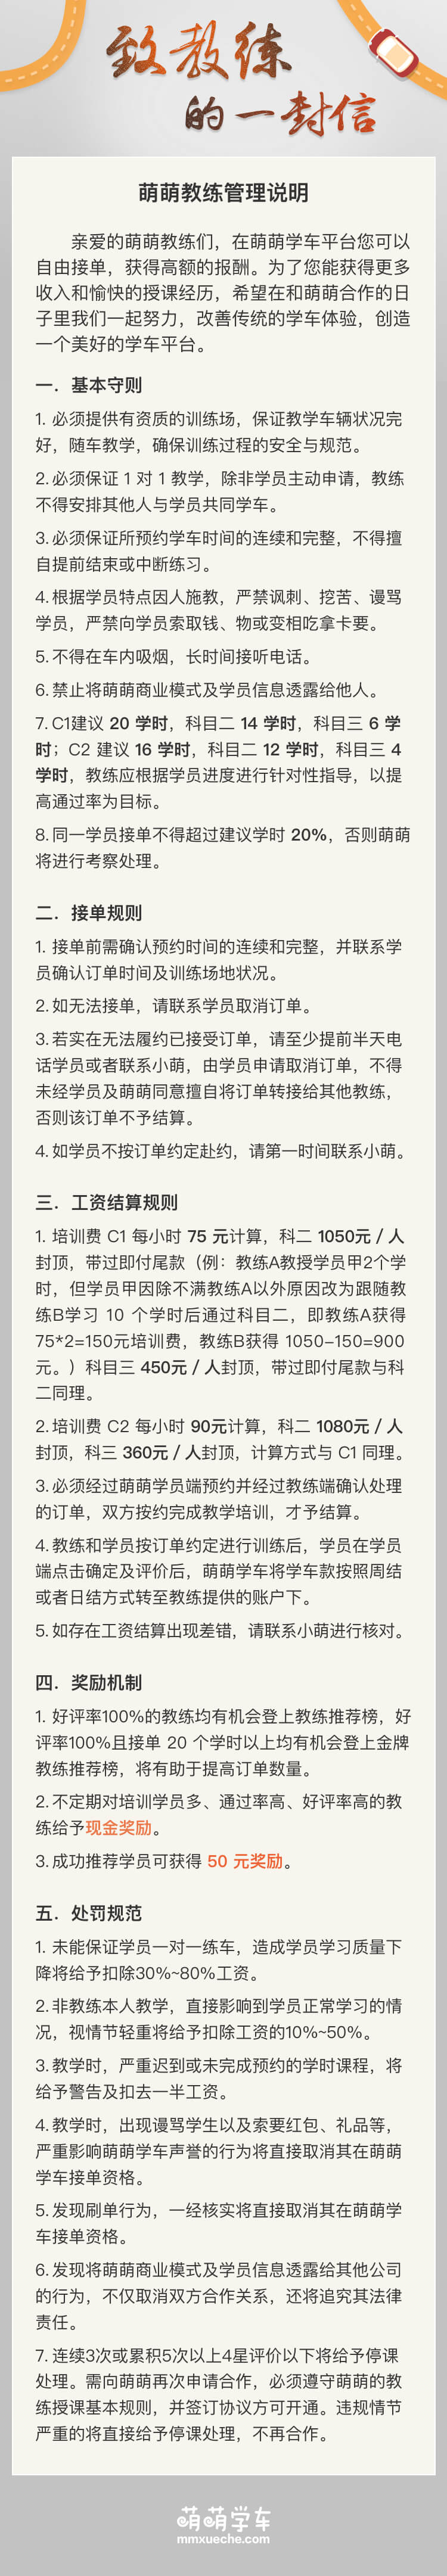 致教练
的一封信
萌萌教练管理说明
亲爱的萌萌教练们，在萌萌学车平台您可以
自由接单，获得高额的报酬。为了您能获得更多
收入和愉快的授课经历，希望在和萌萌合作的日
子里我们一起努力，改善传统的学车体验，创造
一个美好的学车平台。
一．基本守则
1. 必须提供有资质的训练场，保证教学车辆状况完
好，随车教学，确保训练过程的安全与规范。
2.必须保证 1 对 1 教学，除非学员主动申请，教练
不得安排其他人与学员共同学车。
3.必须保证所预约学车时间的连续和完整，不得擅
自提前结束或中断练习。
4.根据学员特点因人施教，严禁讽刺、挖苦、谩骂
学员，严禁向学员索取钱、物或变相吃拿卡要。
5.不得在车内吸烟，长时间接听电话。
6.禁止将萌萌商业模式及学员信息透露给他人。
7. C1建议 20 学时，科目二 14 学时，科目三 6 学
时；C2 建议 16 学时，科目二 12 学时，科目三 4
学时，教练应根据学员进度进行针对性指导，以提
高通过率为目标。
8.同一学员接单不得超过建议学时 20%，否则萌萌
将进行考察处理。
二．接单规则
1. 接单前需确认预约时间的连续和完整，并联系学
员确认订单时间及训练场地状况。
2.如无法接单，请联系学员取消订单。
3.若实在无法履约已接受订单，请至少提前半天电
话学员或者联系小萌，由学员申请取消订单，不得
未经学员及萌萌同意擅自将订单转接给其他教练，
否则该订单不予结算。
4.如学员不按订单约定赴约，请第一时间联系小萌。
三．工资结算规则
1. 培训费 C1 每小时 75 元计算，科二 1050元 / 人
封顶，带过即付尾款（例：教练A教授学员甲2个学
时，但学员甲因除不满教练A以外原因改为跟随教
练B学习 10 个学时后通过科目二，即教练A获得
75*2=150元培训费，教练B获得 1050-150=900
元。）科目三 450元 / 人封顶，带过即付尾款与科
二同理。
2.培训费 C2 每小时 90元计算，科二 1080元 / 人
封顶，科三 360元 / 人封顶，计算方式与 C1 同理。
3.必须经过萌萌学员端预约并经过教练端确认处理
的订单，双方按约完成教学培训，才予结算。
4.教练和学员按订单约定进行训练后，学员在学员
端点击确定及评价后，萌萌学车将学车款按照周结
或者日结方式转至教练提供的账户下。
5.如存在工资结算出现差错，请联系小萌进行核对。
四．奖励机制
1. 好评率100%的教练均有机会登上教练推荐榜，好
评率100%且接单 20 个学时以上均有机会登上金牌
教练推荐榜，将有助于提高订单数量。
2.不定期对培训学员多、通过率高、好评率高的教
练给予现金奖励。
3.成功推荐学员可获得 50 元奖励。
五．处罚规范
1. 未能保证学员一对一练车，造成学员学习质量下
降将给予扣除30%~80%工资。
2.非教练本人教学，直接影响到学员正常学习的情
况，视情节轻重将给予扣除工资的10%~50%。
3.教学时，严重迟到或未完成预约的学时课程，将
给予警告及扣去一半工资。
4.教学时，出现谩骂学生以及索要红包、礼品等，
严重影响萌萌学车声誉的行为将直接取消其在萌萌
学车接单资格。
5.发现刷单行为，一经核实将直接取消其在萌萌学
车接单资格。
6.发现将萌萌商业模式及学员信息透露给其他公司
的行为，不仅取消双方合作关系，还将追究其法律
责任。
7. 连续3次或累积5次以上4星评价以下将给予停课
处理。需向萌萌再次申请合作，必须遵守萌萌的教
练授课基本规则，并签订协议方可开通。违规情节
严重的将直接给予停课处理，不再合作。
萌萌学车
mmxueche.com